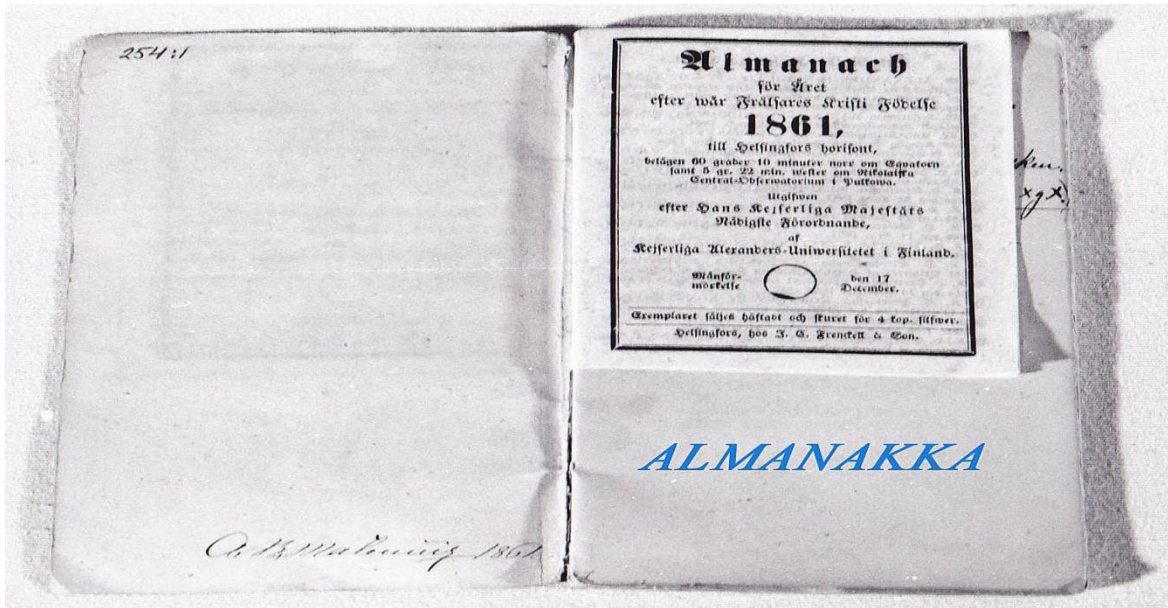 254:1
Almanach
för Året
efter wår Frälsares Kristi Födelse
1861,
till Helsingfors horisont,
belägen 60 grader 10 minuter norr om Eqvatorn
samt 5 gr. 22 min. wester om Nikolaiska
Central-Observatorium i Pulkowa.
Utgifwen
efter Hans Kejserliga Majestäts
Nådigste Förordnande,
af
Kejserliga Alexanders-Uniwersitetet i Finland.
Månför-
mörkelse
den 17
December.
Exemplaret säljes häftadt och skuret för 4 kop. silfwer.
Helsingfors, hos J. C. Frenckell & Son.
ALMANAKKA
1861